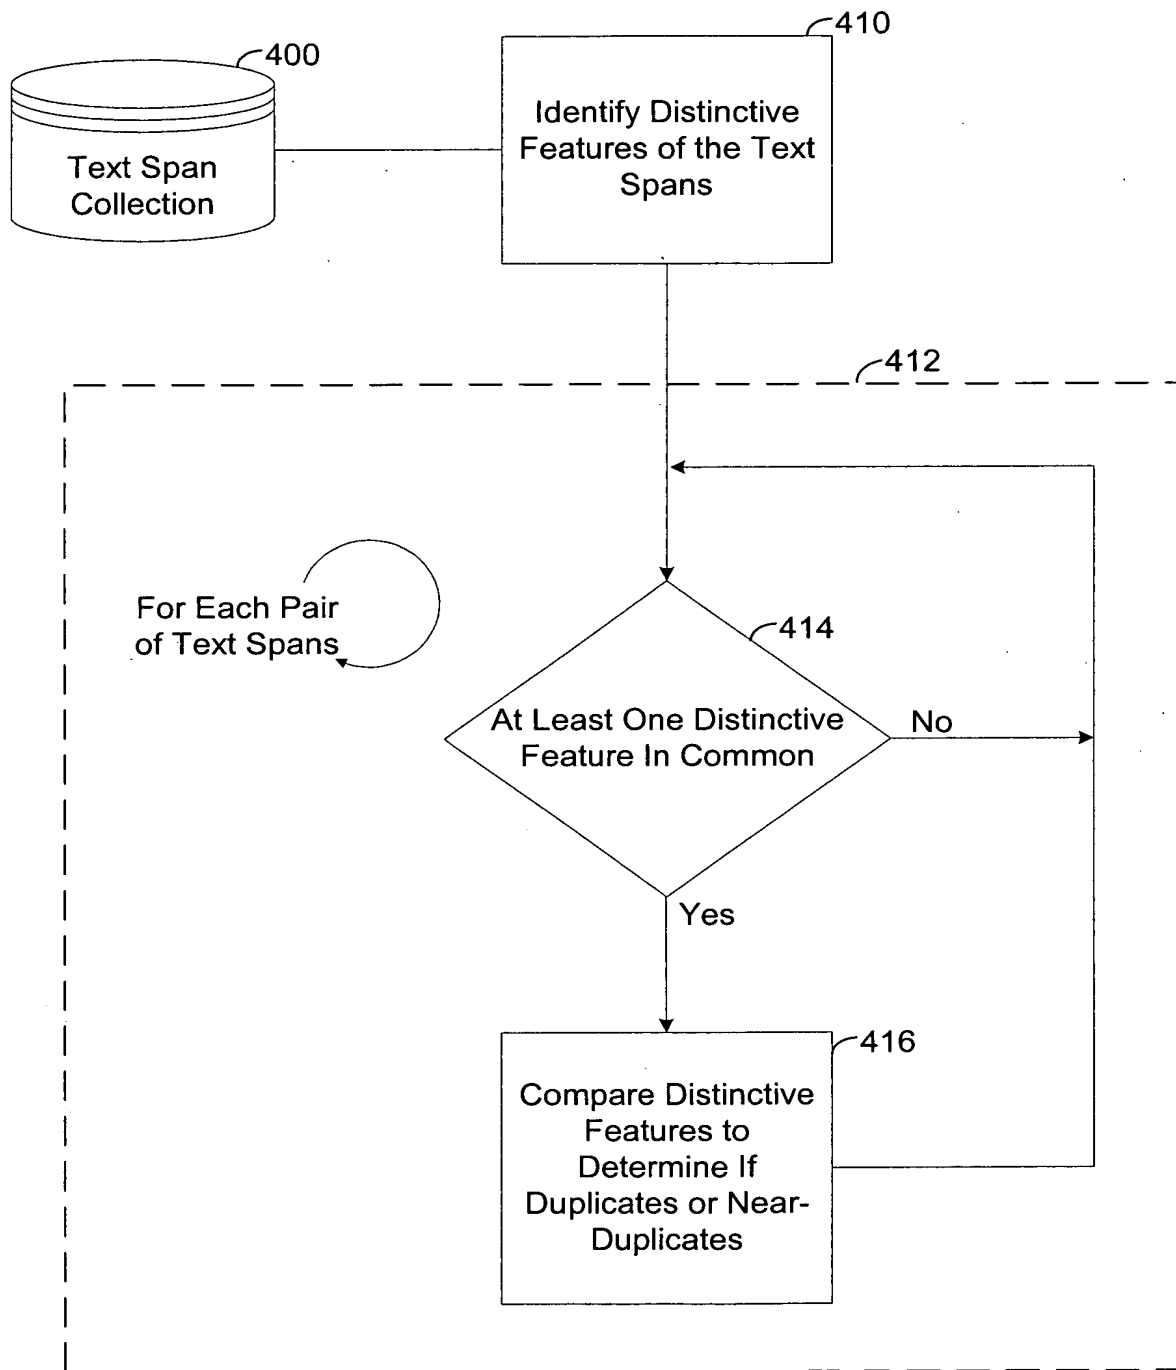 400
Text Span
Collection
410
Identify Distinctive
Features of the Text
Spans
412
For Each Pair
of Text Spans
414
At Least One Distinctive
Feature In Common
No
Yes
416
Compare Distinctive
Features to
Determine If
Duplicates or Near-
Duplicates